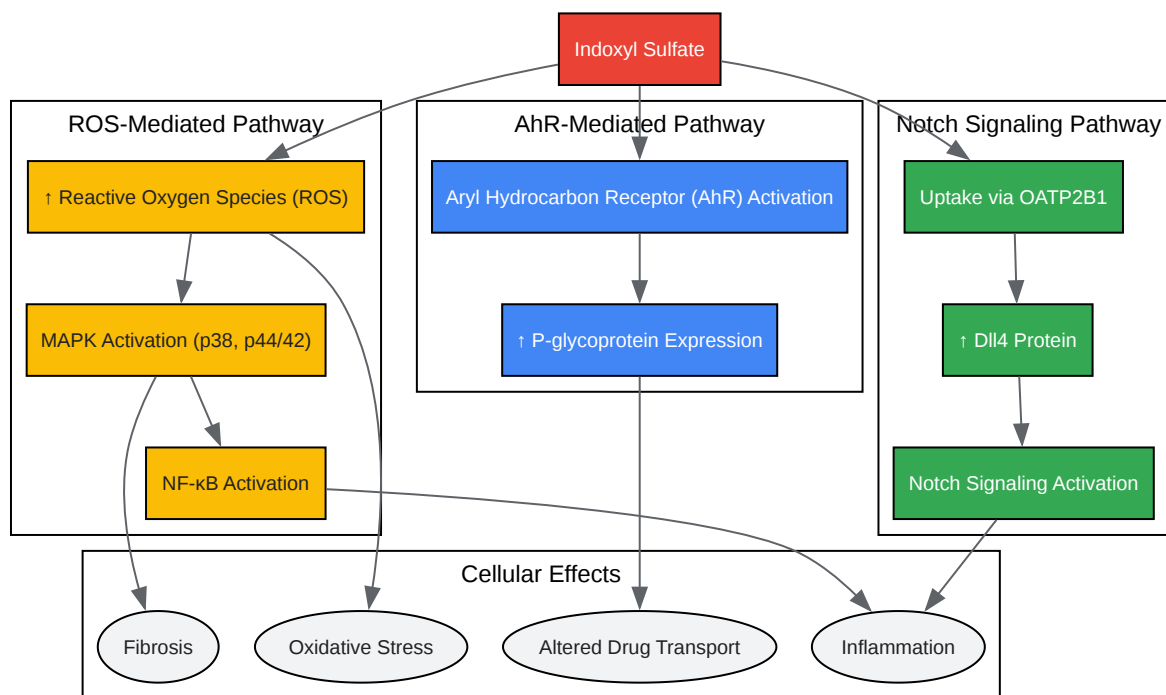 Indoxyl Sulfate
ROS-Mediated Pathway
AhR-Mediated Pathway
Notch Signaling Pathway
↑ Reactive Oxygen Species (ROS)
Aryl Hydrocarbon Receptor (AhR) Activation
Uptake via OATP2B1
MAPK Activation (p38, p44/42)
↑ P-glycoprotein Expression
↑ Dll4 Protein
NF-κB Activation
Notch Signaling Activation
Cellular Effects
Fibrosis
Oxidative Stress
Altered Drug Transport
Inflammation